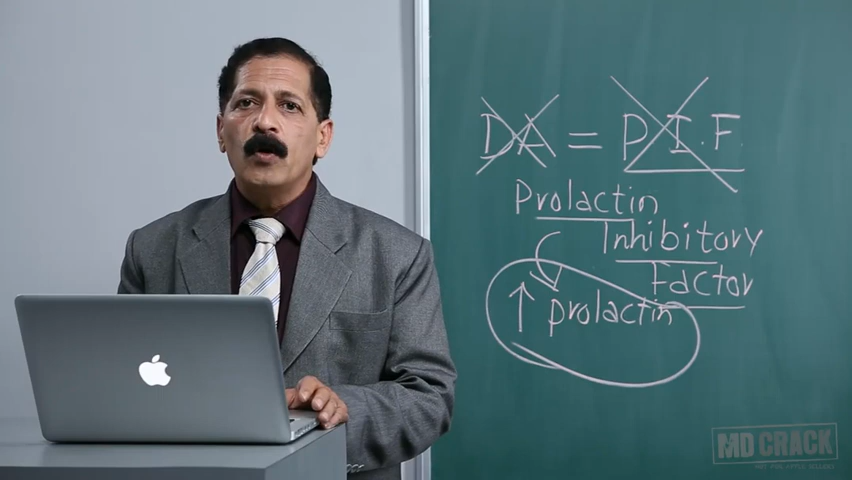 DA = P.I.F.
Prolactin
Inhibitory
Factor
↑ prolactin
MD CRACK